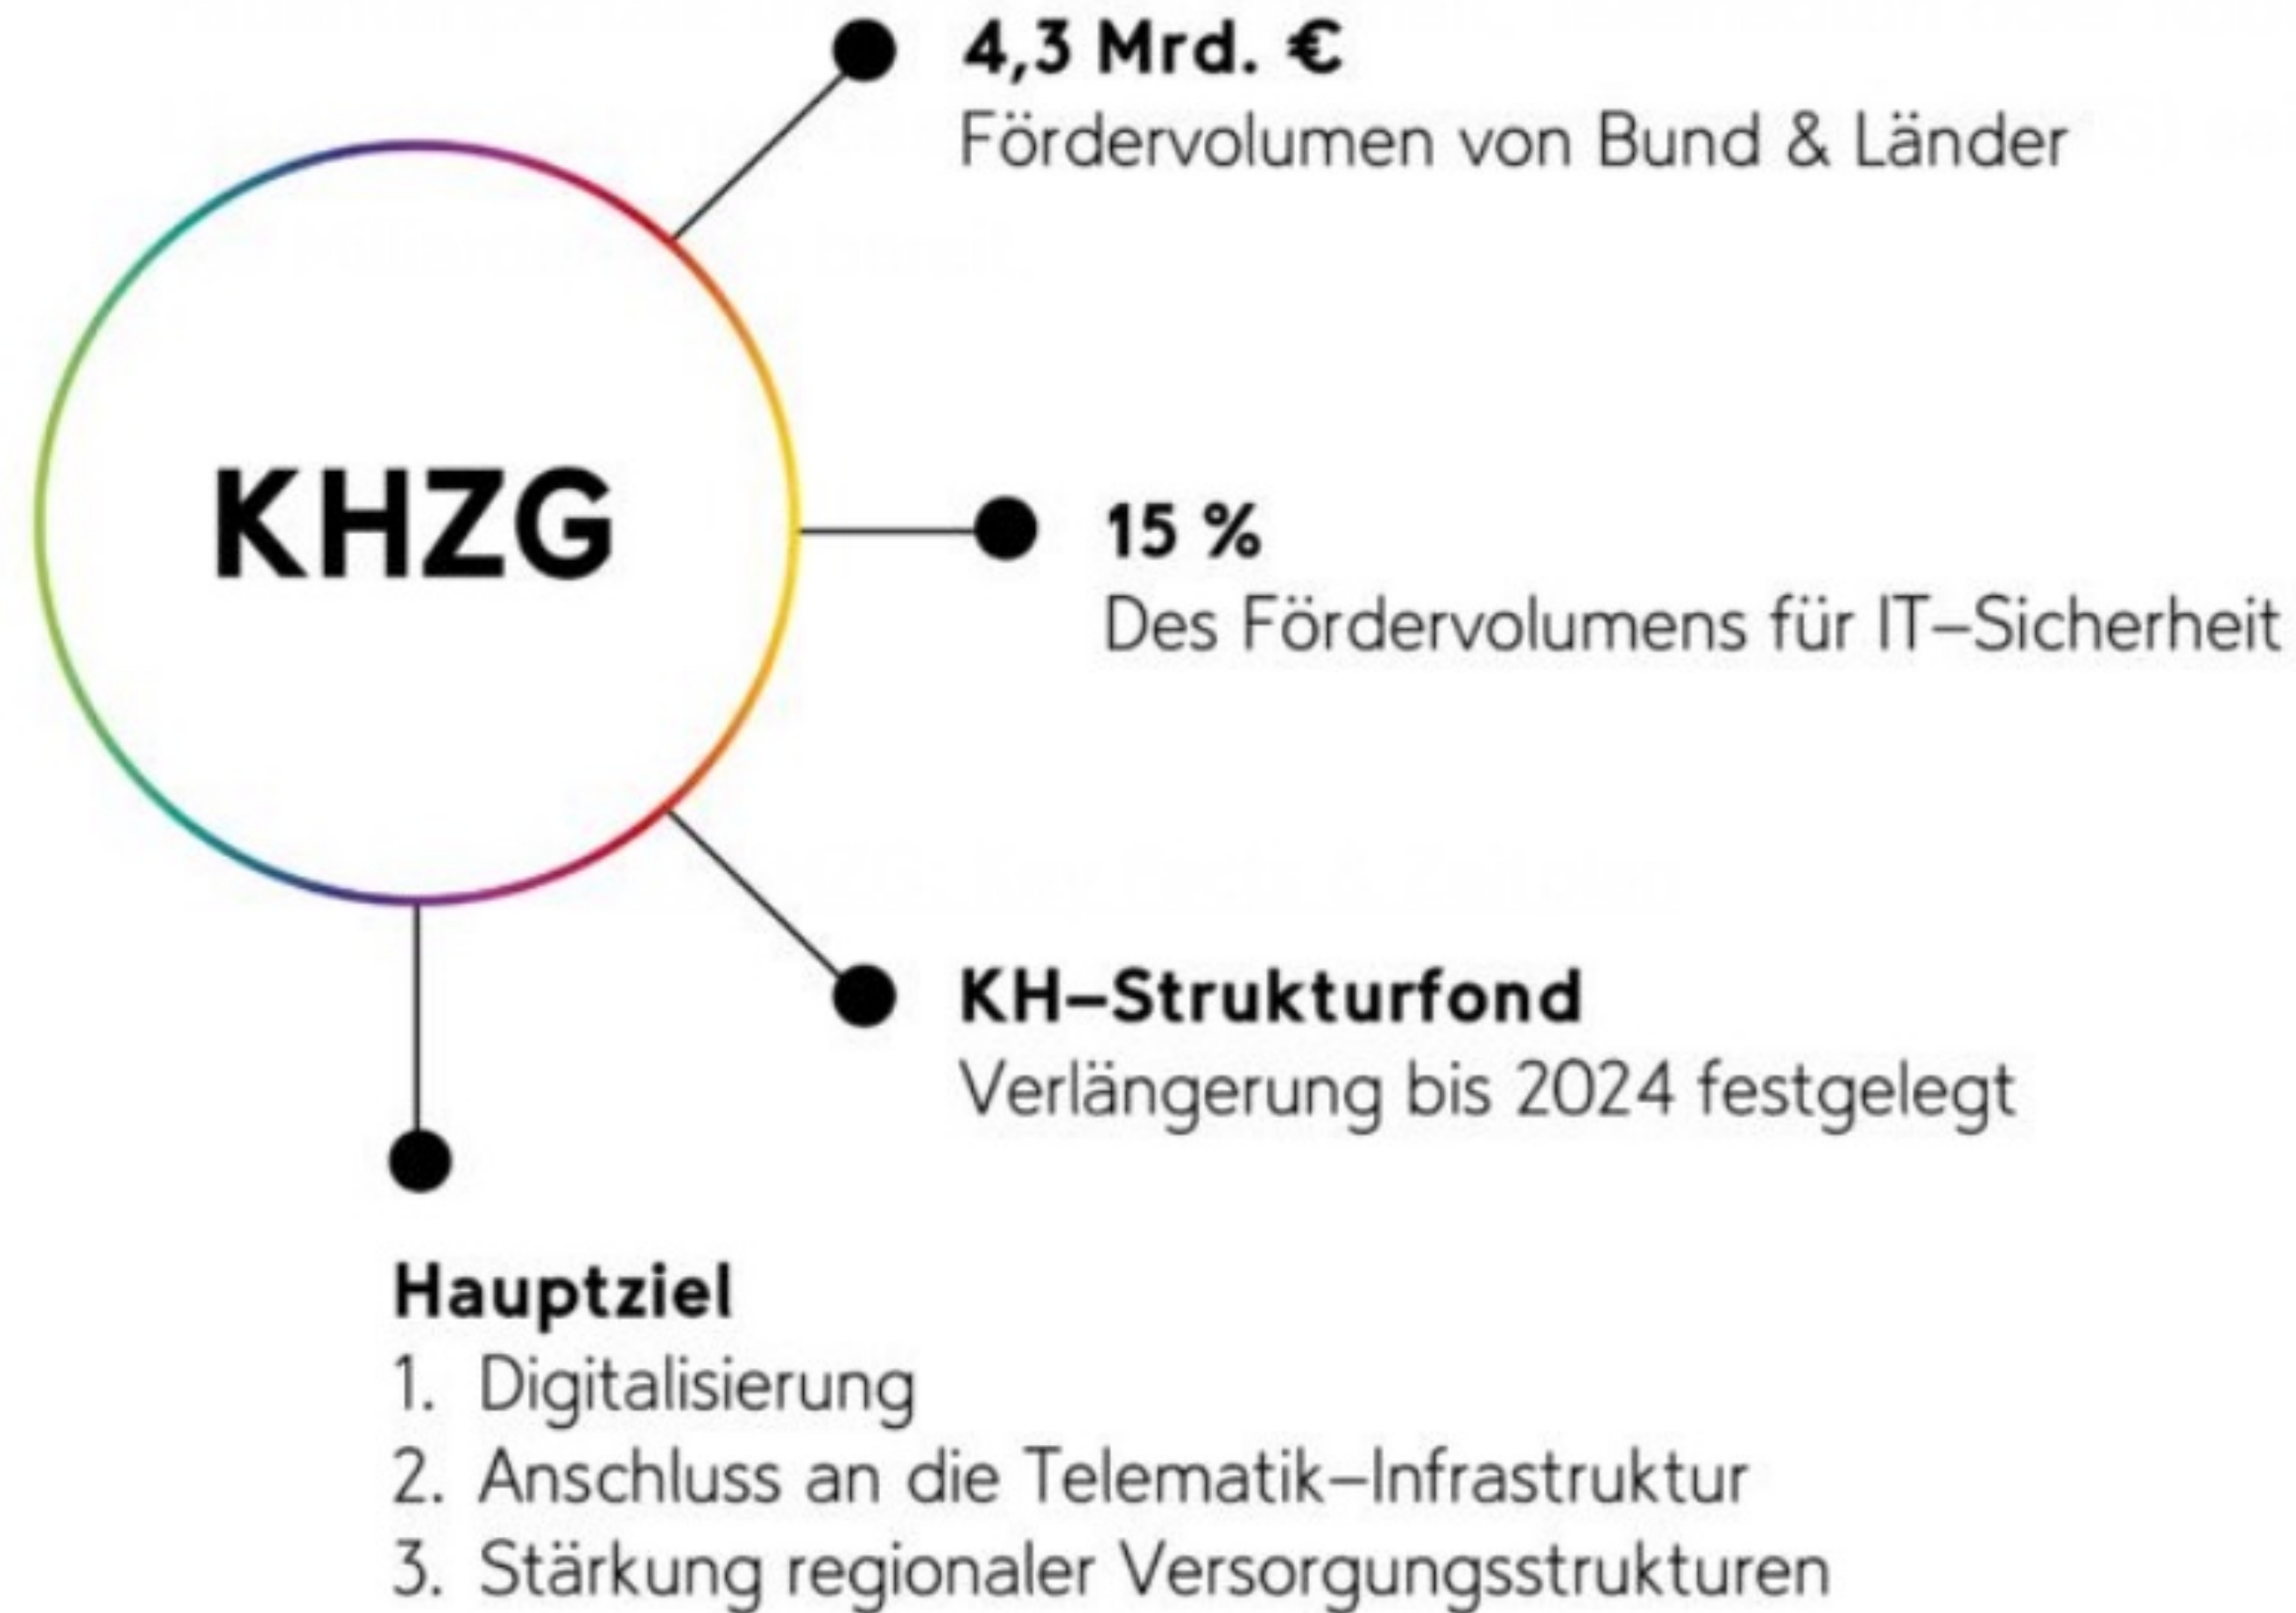 4,3 Mrd. €
Fördervolumen von Bund & Länder
KHZG
15 %
Des Fördervolumens für IT–Sicherheit
KH–Strukturfond
Verlängerung bis 2024 festgelegt
Hauptziel
1. Digitalisierung
2. Anschluss an die Telematik–Infrastruktur
3. Stärkung regionaler Versorgungsstrukturen